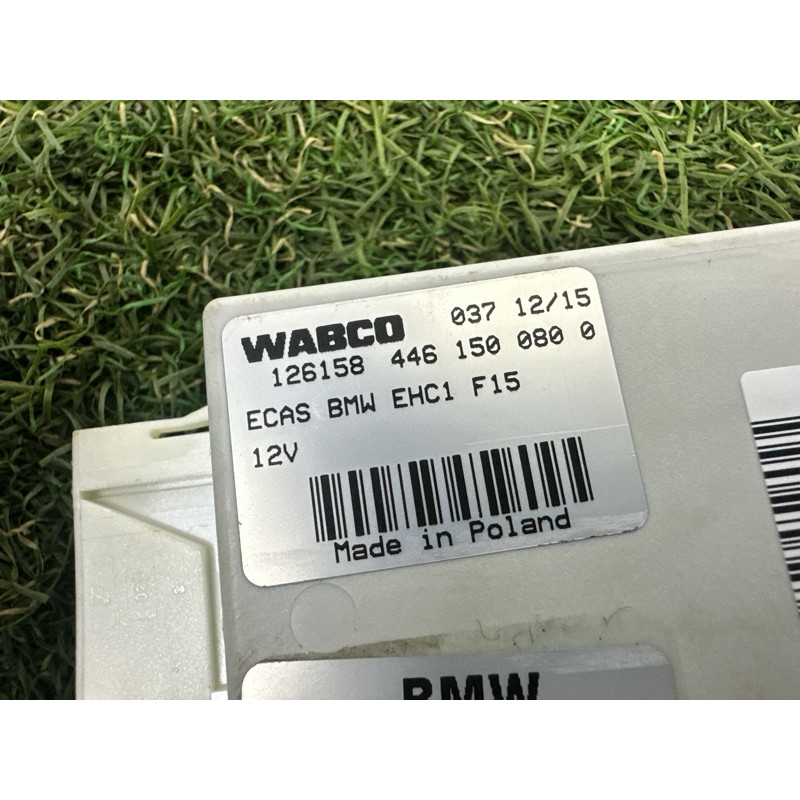 WABCO 037 12/15
126158 446 150 080 0
ECAS BMW EHC1 F15
12V
Made in Poland
BMW